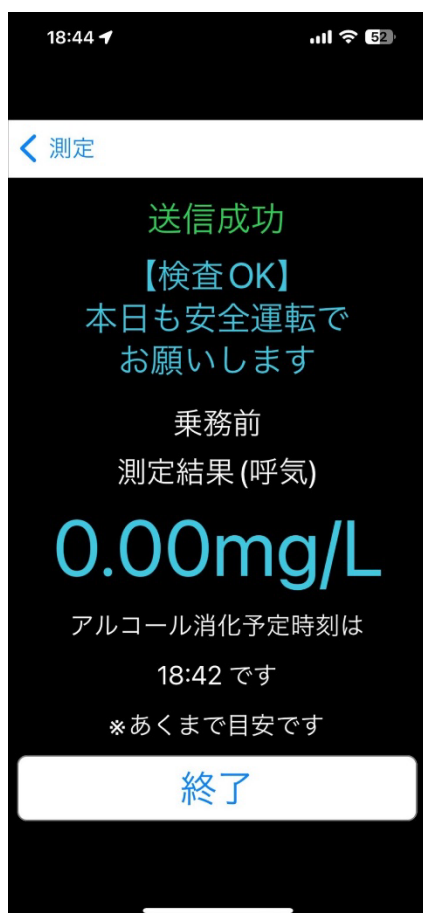 18:44
52
測定
送信成功
【検査OK】
本日も安全運転で
お願いします
乗務前
測定結果(呼気)
0.00mg/L
アルコール消化予定時刻は
18:42 です
※あくまで目安です
終了